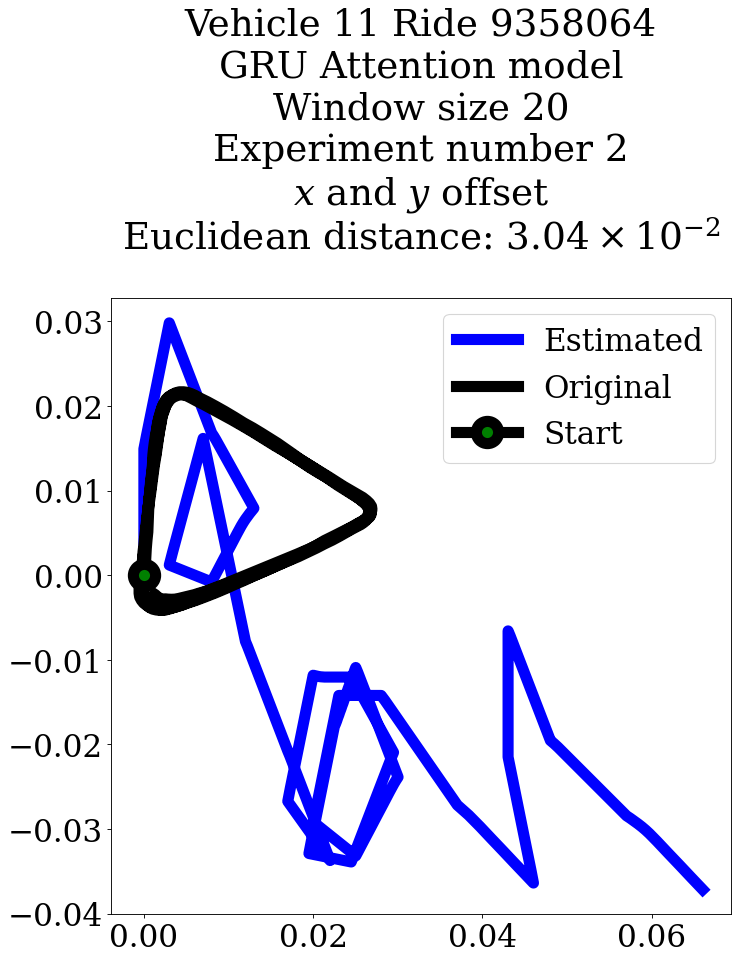 Vehicle 11 Ride 9358064
GRU Attention model
Window size 20
Experiment number 2
x and y offset
Euclidean distance: 3.04 × 10⁻²
Estimated
Original
Start
0.03
0.02
0.01
0.00
−0.01
−0.02
−0.03
−0.04
0.00 0.02 0.04 0.06